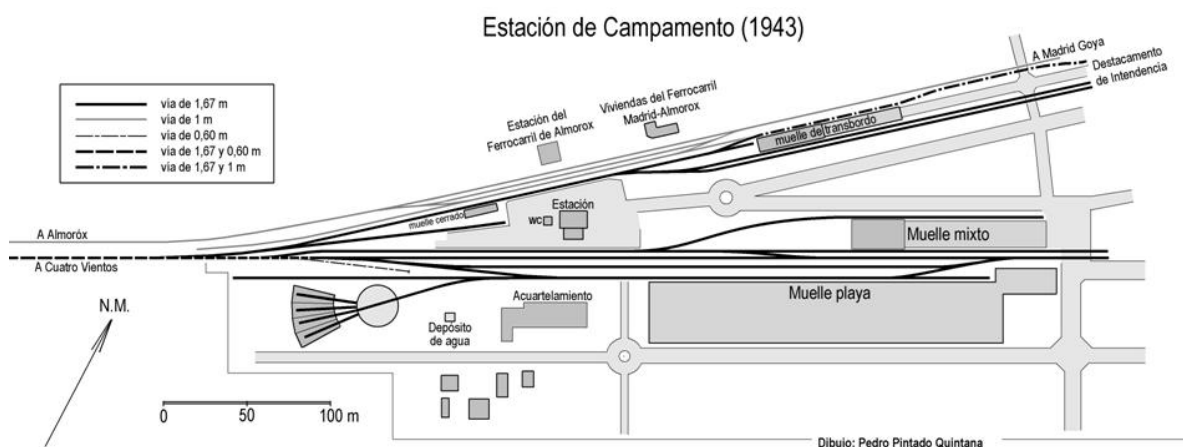 Estación de Campamento (1943)
vía de 1,67 m
vía de 1 m
vía de 0,60 m
vía de 1,67 y 0,60 m
vía de 1,67 y 1 m
A Madrid Goya
Destacamento
de Intendencia
Viviendas del Ferrocarril
Madrid-Almorox
Estación del
Ferrocarril de Almorox
muelle de transbordo
muelle cerrado
WC
Estación
Muelle mixto
A Almoróx
A Cuatro Vientos
Muelle playa
Acuartelamiento
Depósito
de agua
N.M.
0 50 100 m
Dibujo: Pedro Pintado Quintana